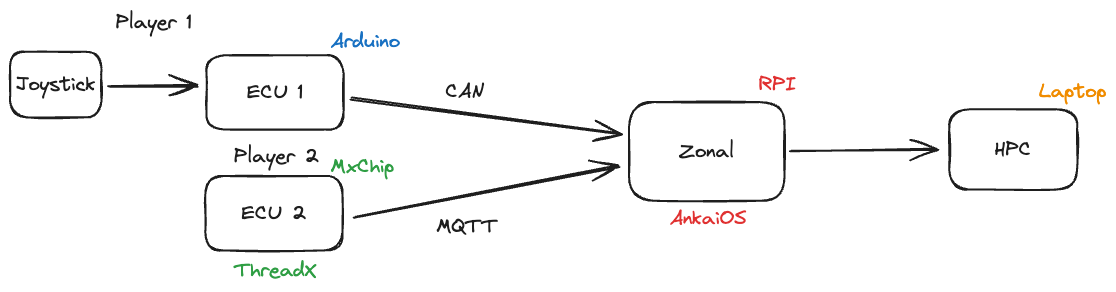 Player 1
Arduino
Joystick
ECU 1
CAN
RPI
Laptop
Zonal
HPC
Player 2
MxChip
ECU 2
MQTT
AnkaiOS
ThreadX